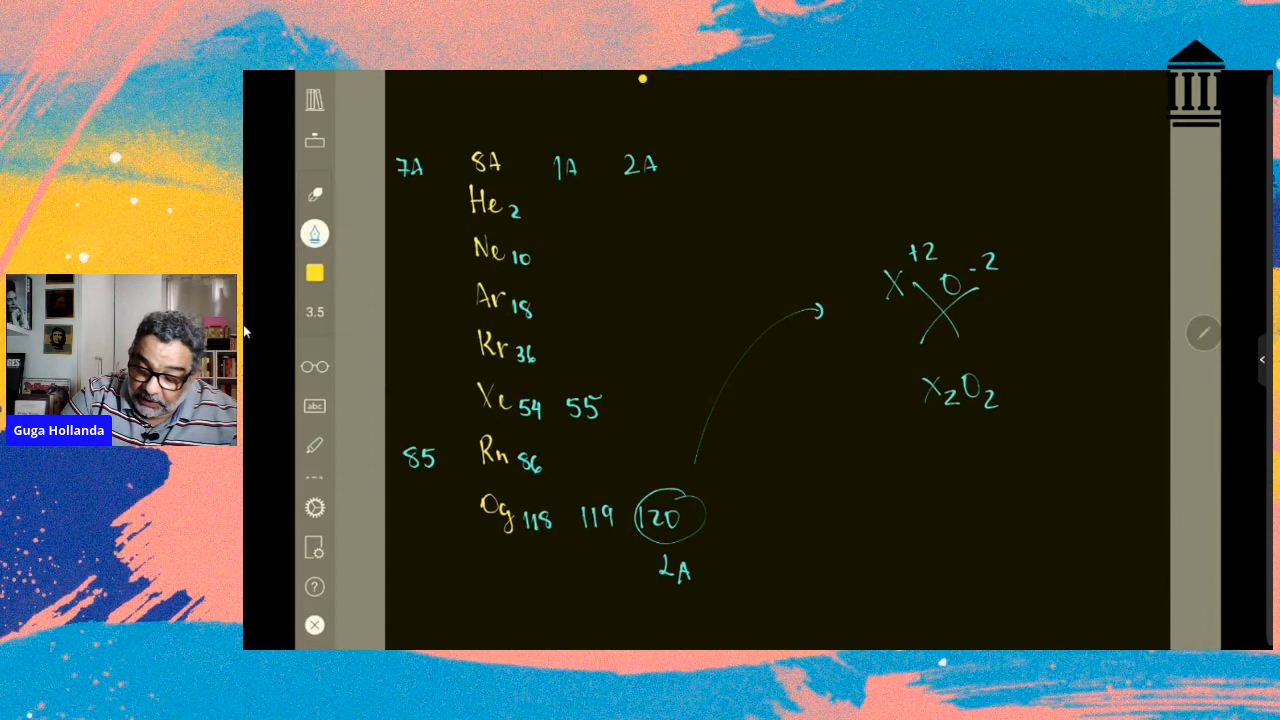 7A 8A 1A 2A
He 2
Ne 10
Ar 18
Kr 36
Xe 54 55
85 Rn 86
Og 118 119 120
2A
X +2 O -2
X2O2
3.5
abc
Guga Hollanda